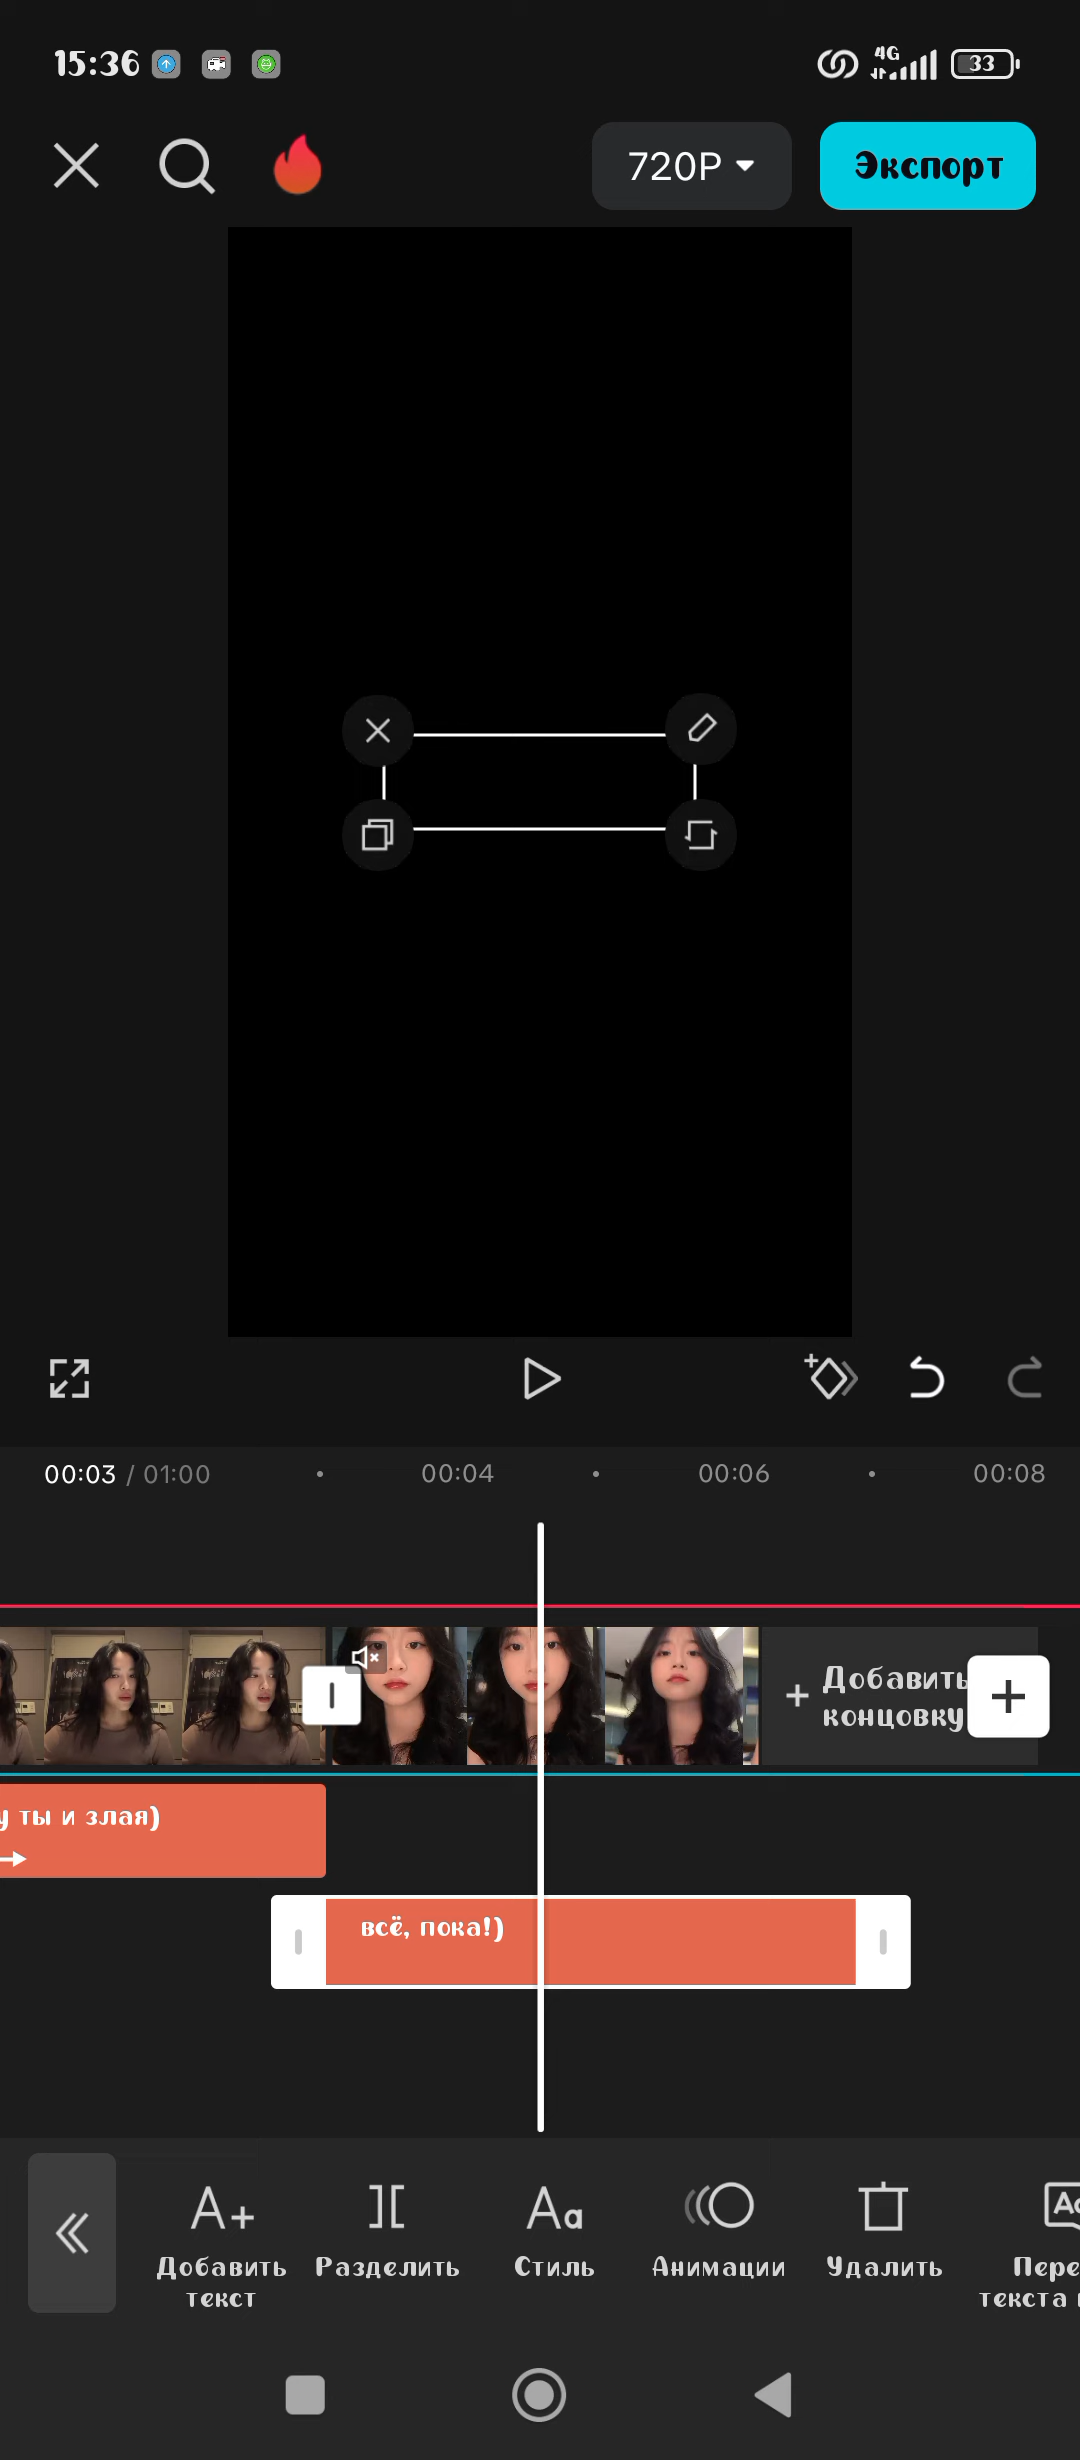 15:36
4G
33
720P
Экспорт
00:03 / 01:00
00:04
00:06
00:08
Добавить
концовку
ты и злая)
всё, пока!)
Добавить
текст
Разделить
Стиль
Анимации
Удалить
текста